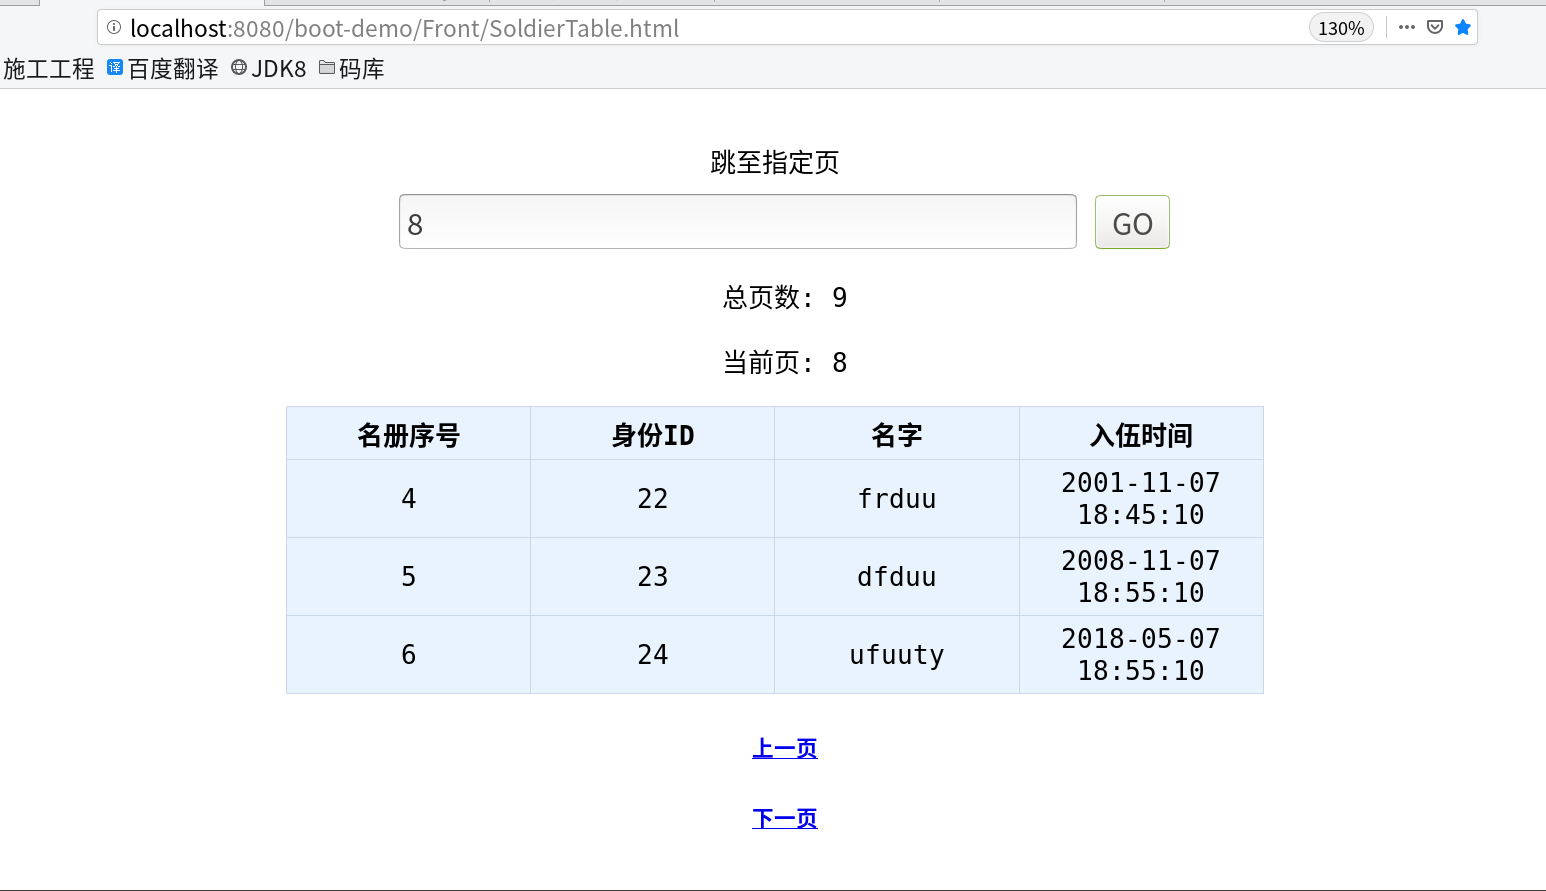 localhost:8080/boot-demo/Front/SoldierTable.html 130%
施工工程 译 百度翻译 JDK8 码库
跳至指定页
8 GO
总页数: 9
当前页: 8
名册序号 身份ID 名字 入伍时间
4 22 frduu 2001-11-07
18:45:10
5 23 dfduu 2008-11-07
18:55:10
6 24 ufuuty 2018-05-07
18:55:10
上一页
下一页